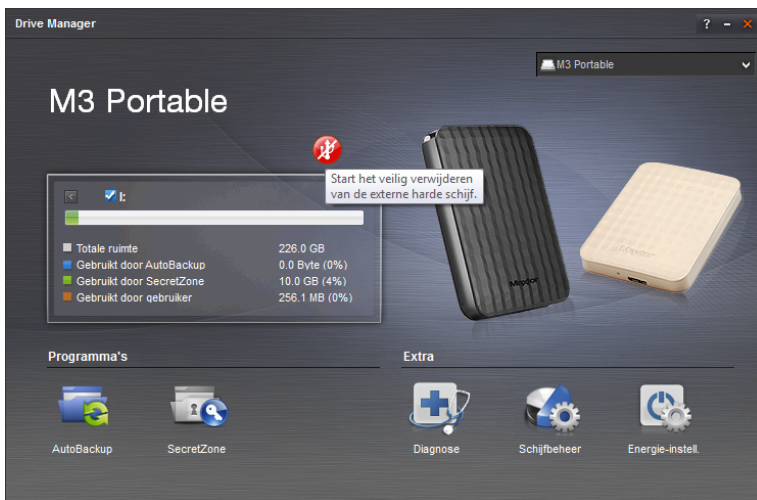 Drive Manager
? - ×
M3 Portable
M3 Portable
Start het veilig verwijderen
van de externe harde schijf.
<
I:
Totale ruimte 226.0 GB
Gebruikt door AutoBackup 0.0 Byte (0%)
Gebruikt door SecretZone 10.0 GB (4%)
Gebruikt door gebruiker 256.1 MB (0%)
Maxtor
Maxtor
Programma's
Extra
AutoBackup
SecretZone
Diagnose
Schijfbeheer
Energie-instell.